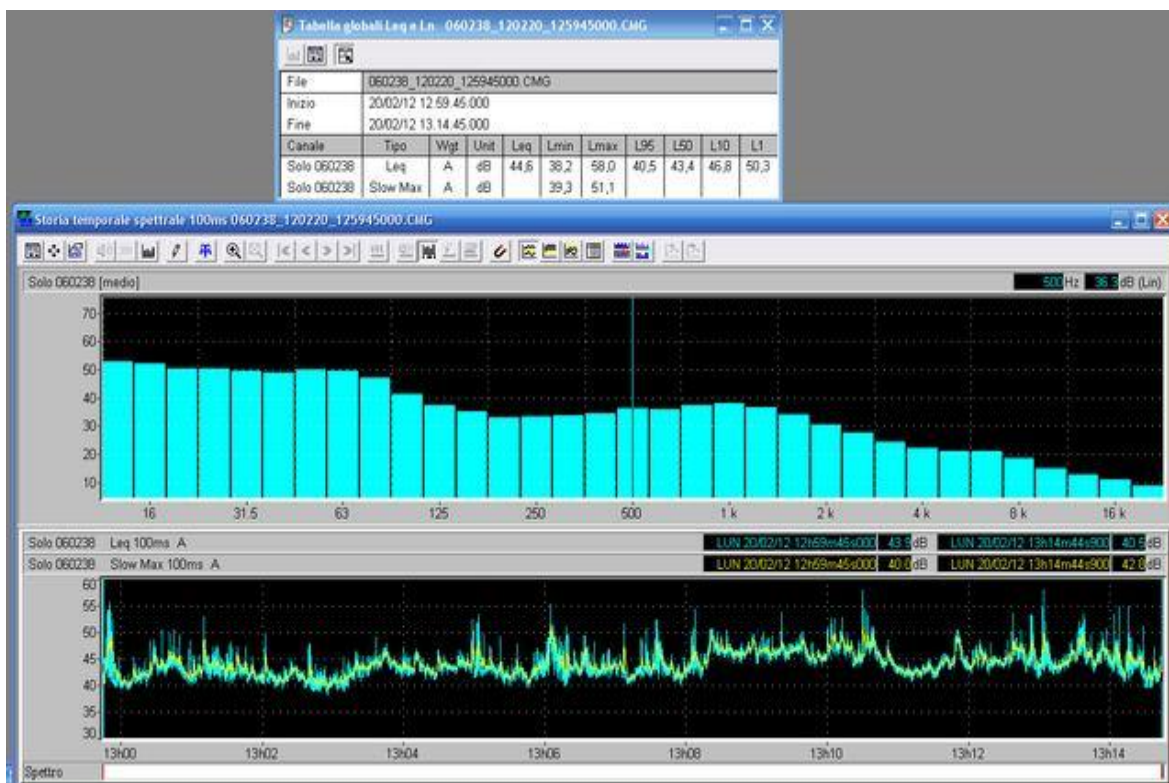 Tabella globali Leq e Ln 060238_120220_125945000.CMG
File 060238_120220_125945000.CMG
Inizio 20/02/12 12.59.45.000
Fine 20/02/12 13.14.45.000
Canale Tipo Wgt Unit Leq Lmin Lmax L95 L50 L10 L1
Solo 060238 Leq A dB 44,6 38,2 58,0 40,5 43,4 46,8 50,3
Solo 060238 Slow Max A dB 39,3 51,1
Storia temporale spettrale 100ms 060238_120220_125945000.CMG
Solo 060238 [medio] 500 Hz 36.3 dB (Lin)
70
60
50
40
30
20
10
16 31.5 63 125 250 500 1 k 2 k 4 k 8 k 16 k
Solo 060238 Leq 100ms A LUN 20/02/12 12h59m45s000 43.9 dB LUN 20/02/12 13h14m44s900 40.5 dB
Solo 060238 Slow Max 100ms A LUN 20/02/12 12h59m45s000 dB LUN 20/02/12 13h14m44s900 42.8 dB
60
55
50
45
40
35
30
13h00 13h02 13h04 13h06 13h08 13h10 13h12 13h14
Spettro